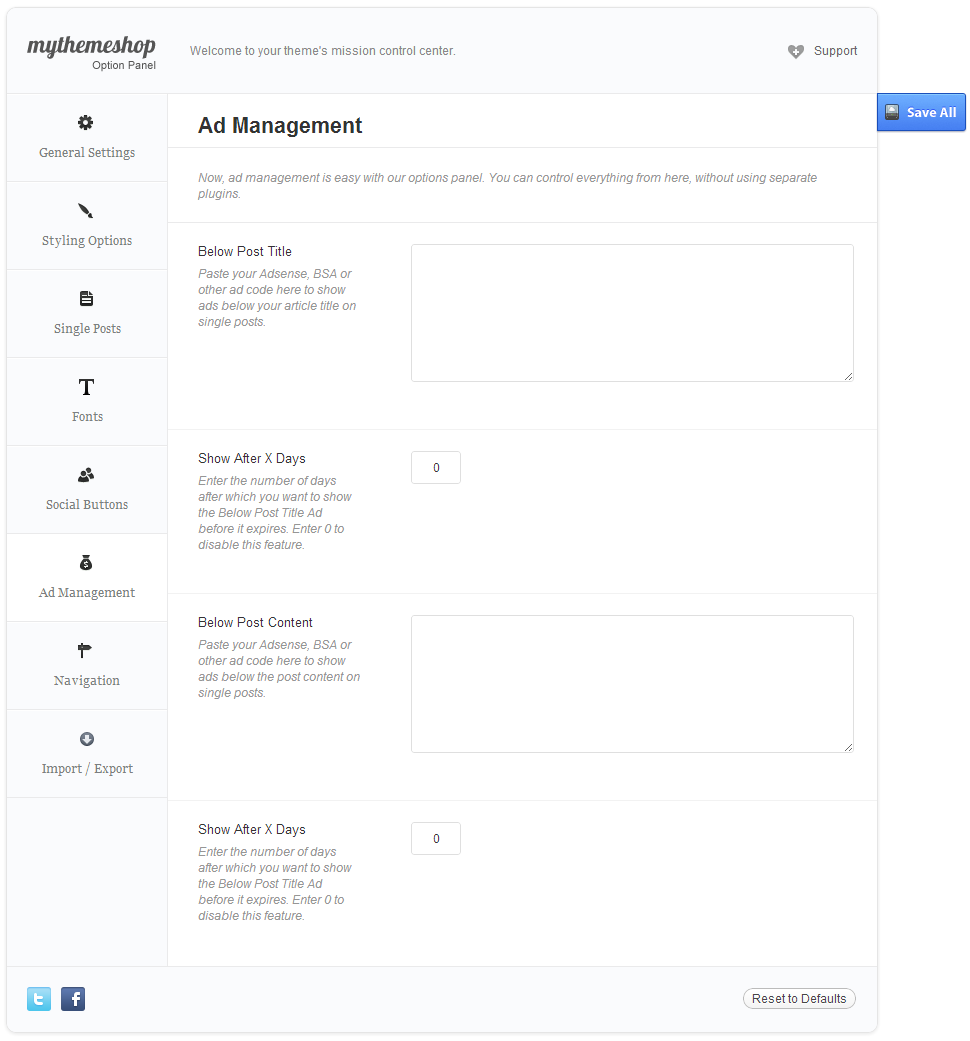 mythemeshop
Option Panel
Welcome to your theme's mission control center.
Support
Save All
General Settings
Styling Options
Single Posts
Fonts
Social Buttons
Ad Management
Navigation
Import / Export
Ad Management
Now, ad management is easy with our options panel. You can control everything from here, without using separate
plugins.
Below Post Title
Paste your Adsense, BSA or
other ad code here to show
ads below your article title on
single posts.
Show After X Days
0
Enter the number of days
after which you want to show
the Below Post Title Ad
before it expires. Enter 0 to
disable this feature.
Below Post Content
Paste your Adsense, BSA or
other ad code here to show
ads below the post content on
single posts.
Show After X Days
0
Enter the number of days
after which you want to show
the Below Post Title Ad
before it expires. Enter 0 to
disable this feature.
Reset to Defaults